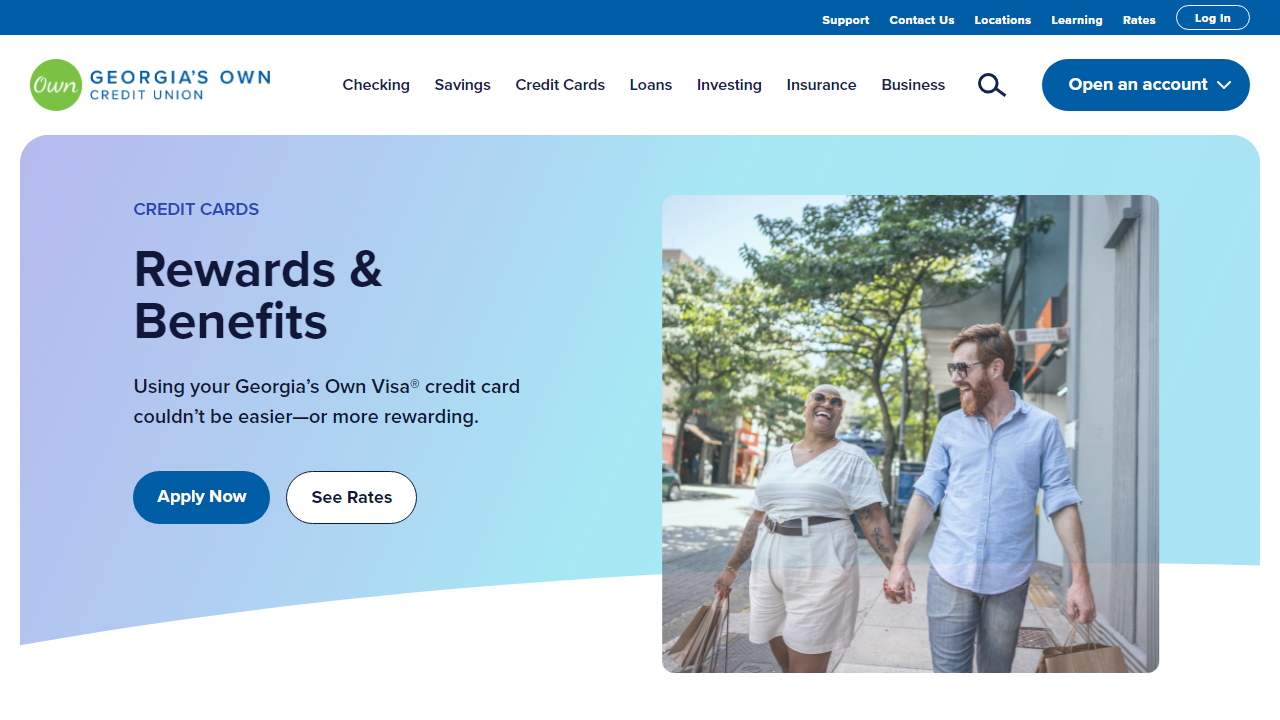 Support Contact Us Locations Learning Rates Log In
Own GEORGIA'S OWN
CREDIT UNION
Checking Savings Credit Cards Loans Investing Insurance Business Open an account
CREDIT CARDS
Rewards &
Benefits
Using your Georgia’s Own Visa® credit card
couldn’t be easier—or more rewarding.
Apply Now See Rates